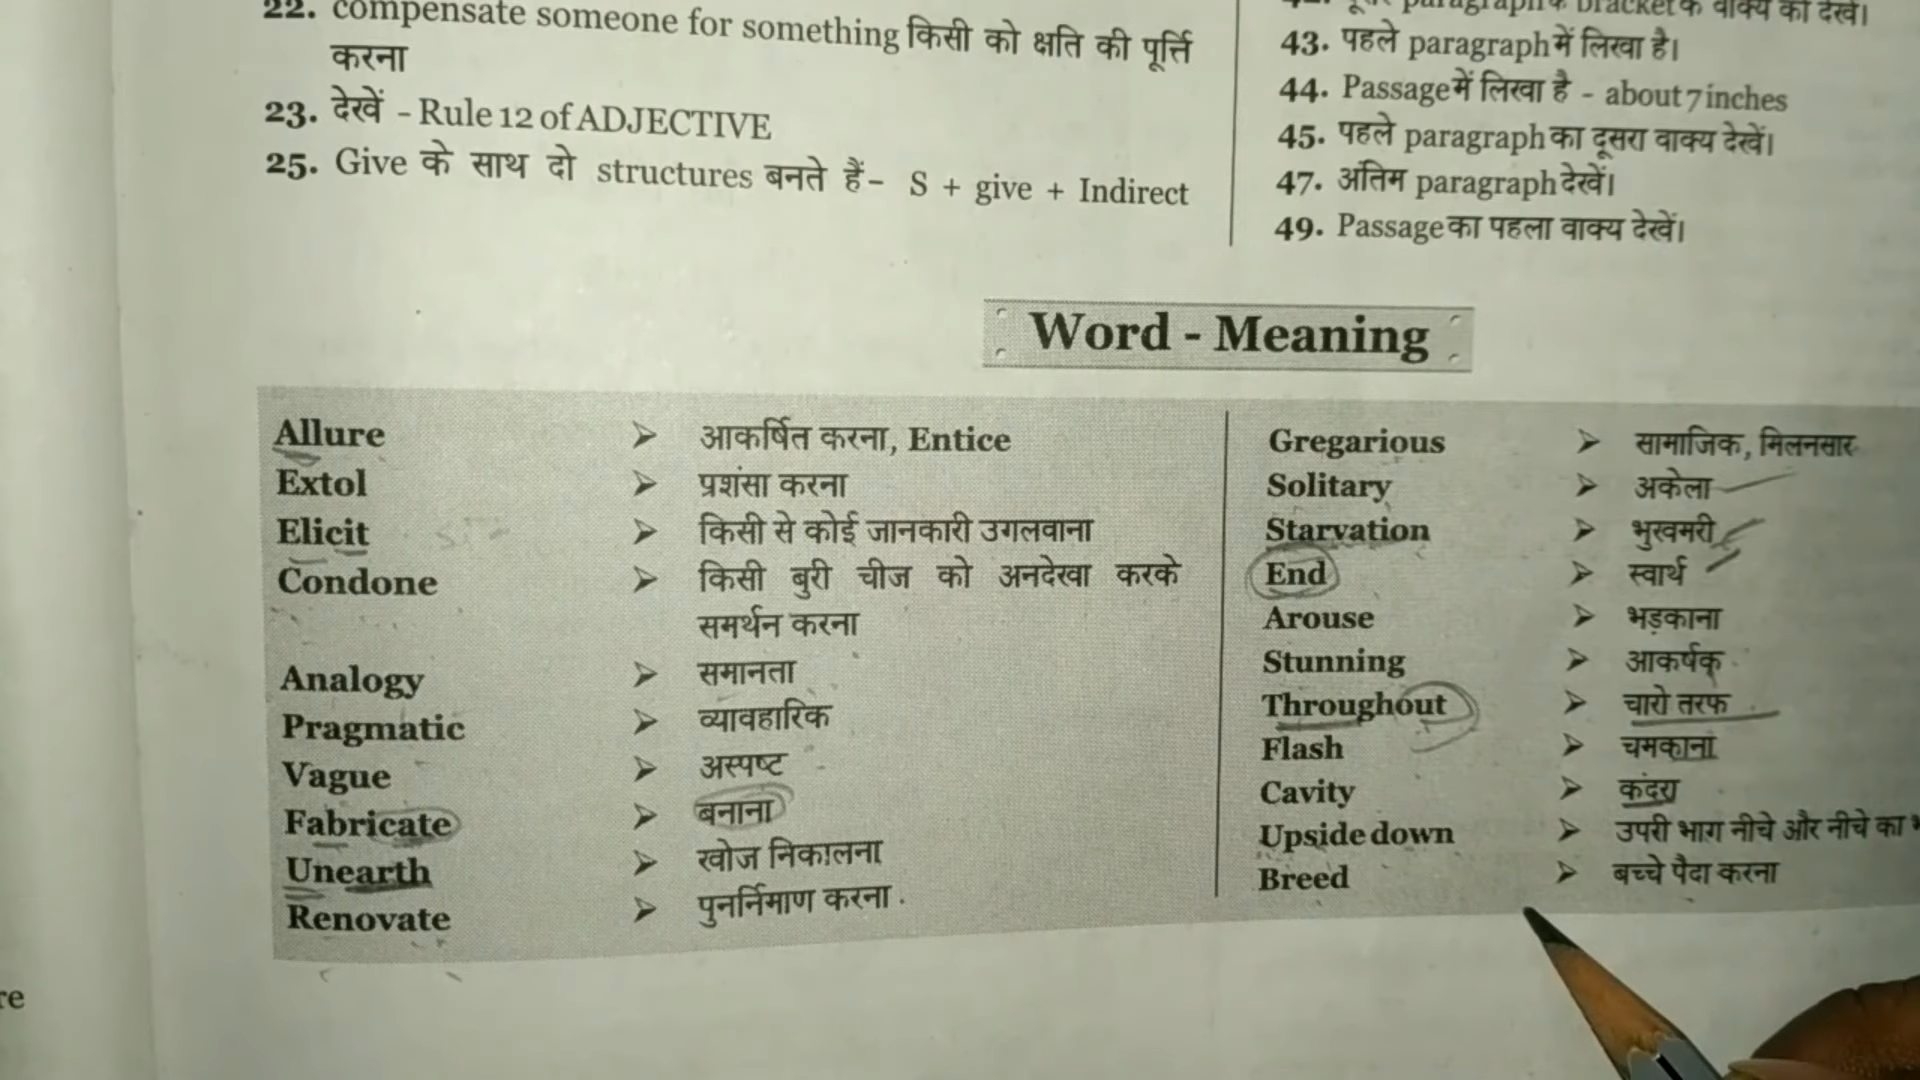 22. compensate someone for something किसी को क्षति की पूर्त्ति
करना
23. देखें - Rule 12 of ADJECTIVE
25. Give के साथ दो structures बनते हैं - S + give + Indirect
paragraph के bracket के वाक्य को देखें।
43. पहले paragraph में लिखा है।
44. Passage में लिखा है - about 7 inches
45. पहले paragraph का दूसरा वाक्य देखें।
47. अंतिम paragraph देखें।
49. Passage का पहला वाक्य देखें।
Word - Meaning
Allure ➢ आकर्षित करना, Entice
Extol ➢ प्रशंसा करना
Elicit ➢ किसी से कोई जानकारी उगलवाना
Condone ➢ किसी बुरी चीज को अनदेखा करके
समर्थन करना
Analogy ➢ समानता
Pragmatic ➢ व्यावहारिक
Vague ➢ अस्पष्ट
Fabricate ➢ बनाना
Unearth ➢ खोज निकालना
Renovate ➢ पुनर्निमाण करना
Gregarious ➢ सामाजिक, मिलनसार
Solitary ➢ अकेला
Starvation ➢ भुखमरी
End ➢ स्वार्थ
Arouse ➢ भड़काना
Stunning ➢ आकर्षक
Throughout ➢ चारो तरफ
Flash ➢ चमकाना
Cavity ➢ कंदरा
Upside down ➢ उपरी भाग नीचे और नीचे का
Breed ➢ बच्चे पैदा करना
re